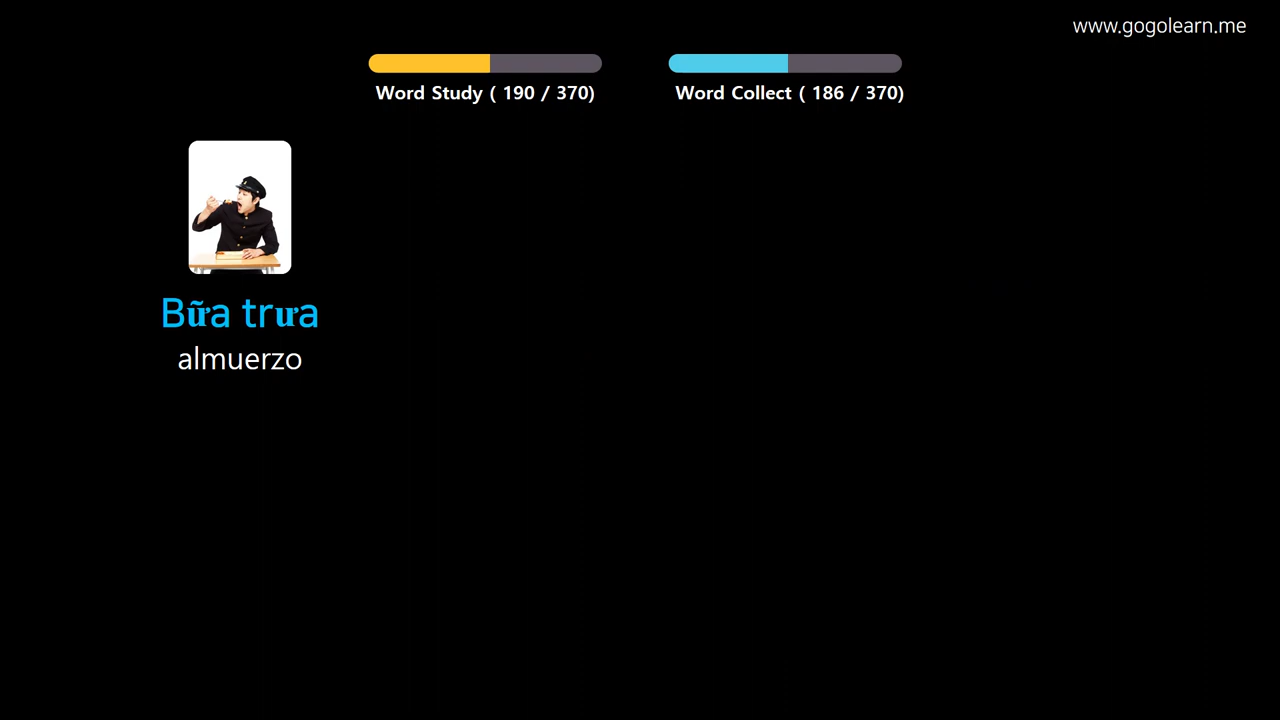 www.gogolearn.me
Word Study ( 190 / 370)
Word Collect ( 186 / 370)
Bữa trưa
almuerzo